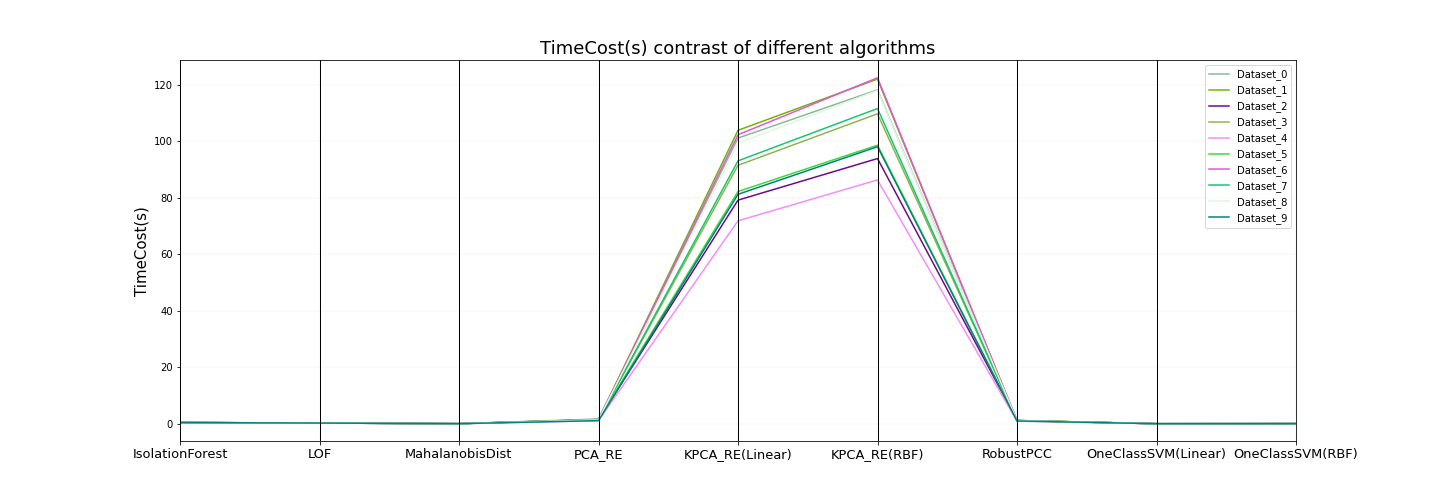 TimeCost(s) contrast of different algorithms
TimeCost(s)
120
100
80
60
40
20
0
IsolationForest
LOF
MahalanobisDist
PCA_RE
KPCA_RE(Linear)
KPCA_RE(RBF)
RobustPCC
OneClassSVM(Linear)
OneClassSVM(RBF)
Dataset_0
Dataset_1
Dataset_2
Dataset_3
Dataset_4
Dataset_5
Dataset_6
Dataset_7
Dataset_8
Dataset_9